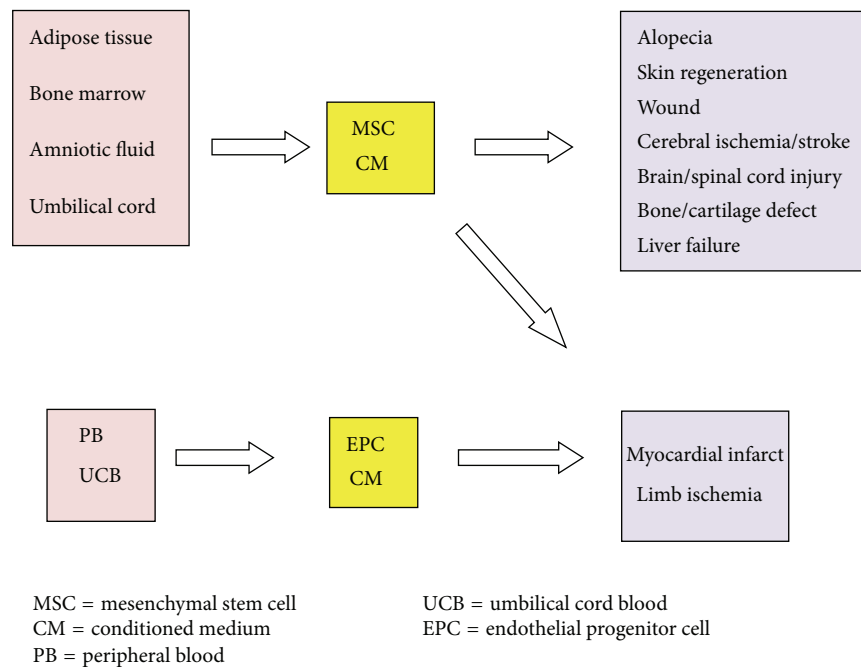 Adipose tissue
Bone marrow
Amniotic fluid
Umbilical cord
MSC
CM
Alopecia
Skin regeneration
Wound
Cerebral ischemia/stroke
Brain/spinal cord injury
Bone/cartilage defect
Liver failure
PB
UCB
EPC
CM
Myocardial infarct
Limb ischemia
MSC = mesenchymal stem cell
CM = conditioned medium
PB = peripheral blood
UCB = umbilical cord blood
EPC = endothelial progenitor cell